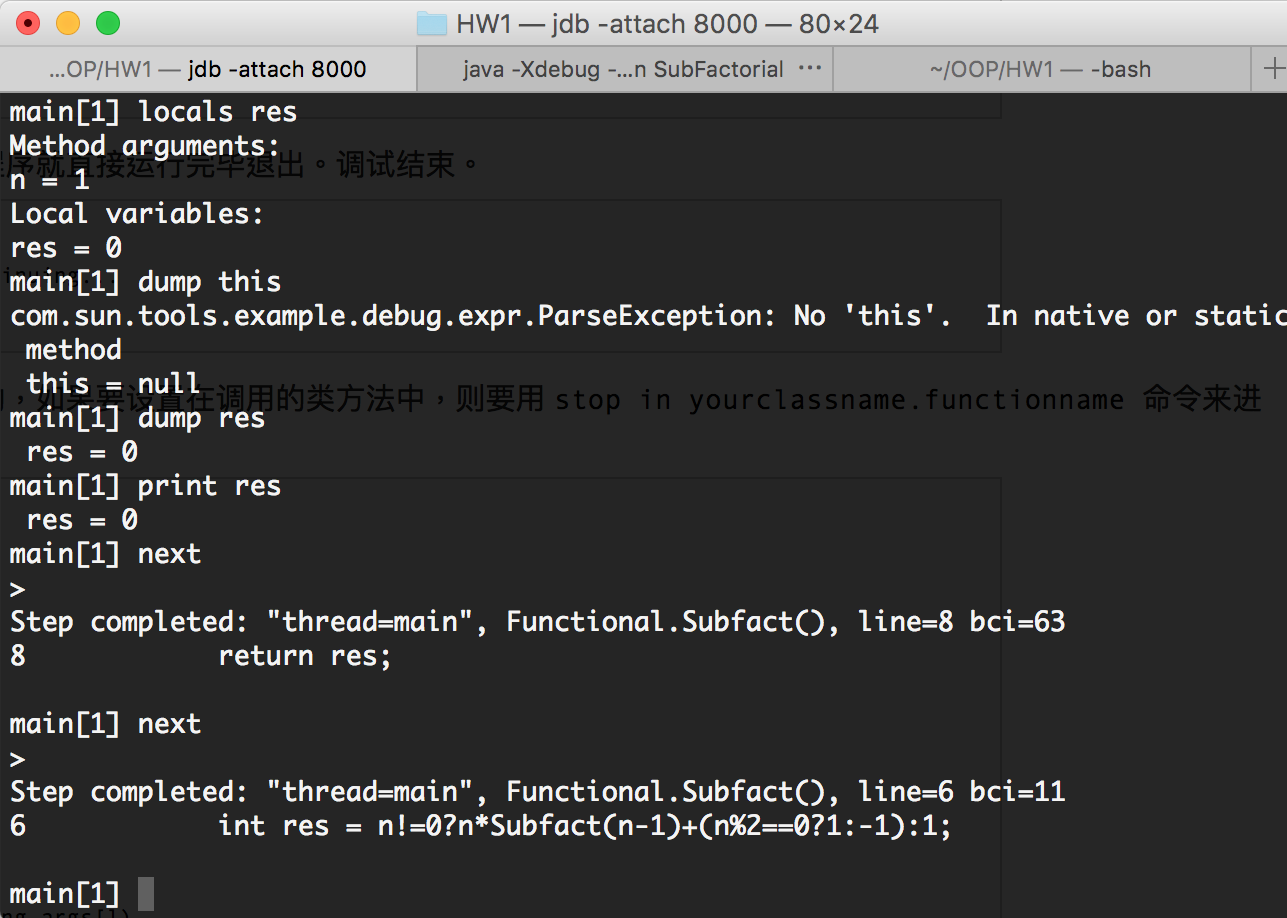 HW1 — jdb -attach 8000 — 80×24
...OP/HW1 — jdb -attach 8000
java -Xdebug -...n SubFactorial ···
~/OOP/HW1 — -bash
main[1] locals res
Method arguments:
序就直接运行完毕退出。调试结束。
n = 1
Local variables:
res = 0
main[1] dump this
com.sun.tools.example.debug.expr.ParseException: No 'this'.  In native or static
 method
 this = null
，如果要设置在调用的类方法中，则要用 stop in yourclassname.functionname 命令来进
main[1] dump res
 res = 0
main[1] print res
 res = 0
main[1] next
>
Step completed: "thread=main", Functional.Subfact(), line=8 bci=63
8            return res;
main[1] next
>
Step completed: "thread=main", Functional.Subfact(), line=6 bci=11
6            int res = n!=0?n*Subfact(n-1)+(n%2==0?1:-1):1;
main[1]